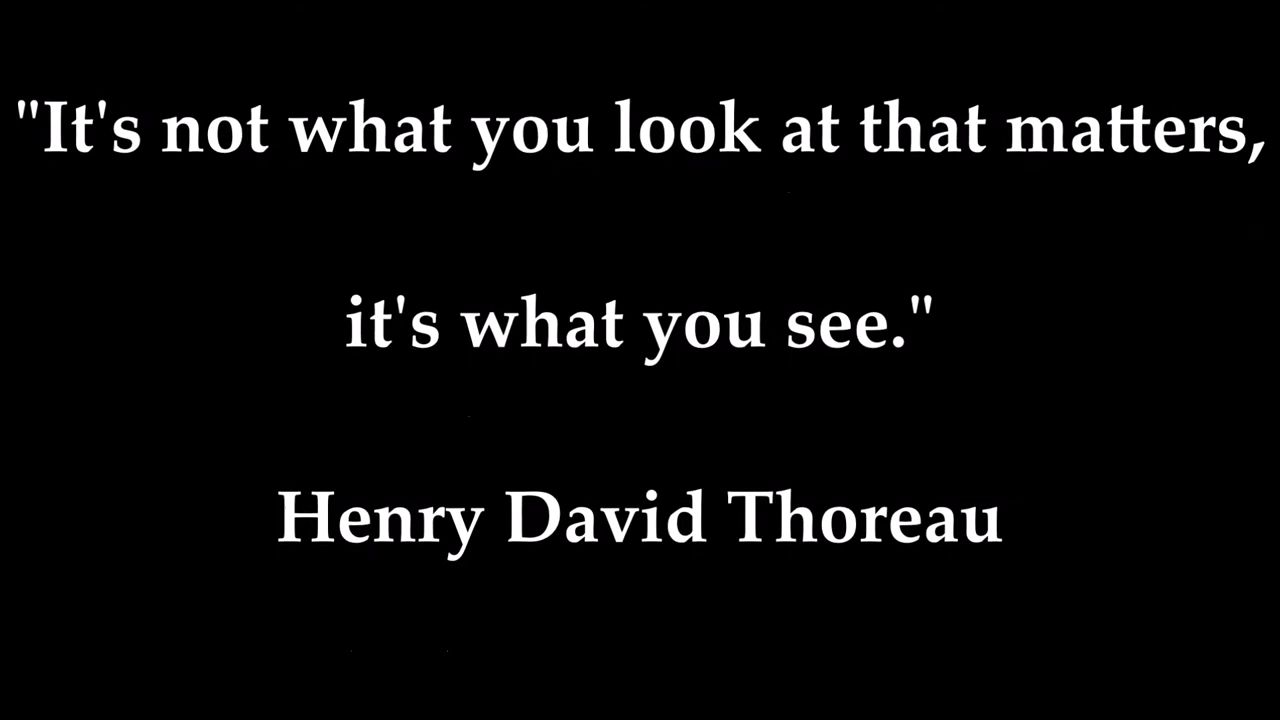 "It's not what you look at that matters,
it's what you see."
Henry David Thoreau